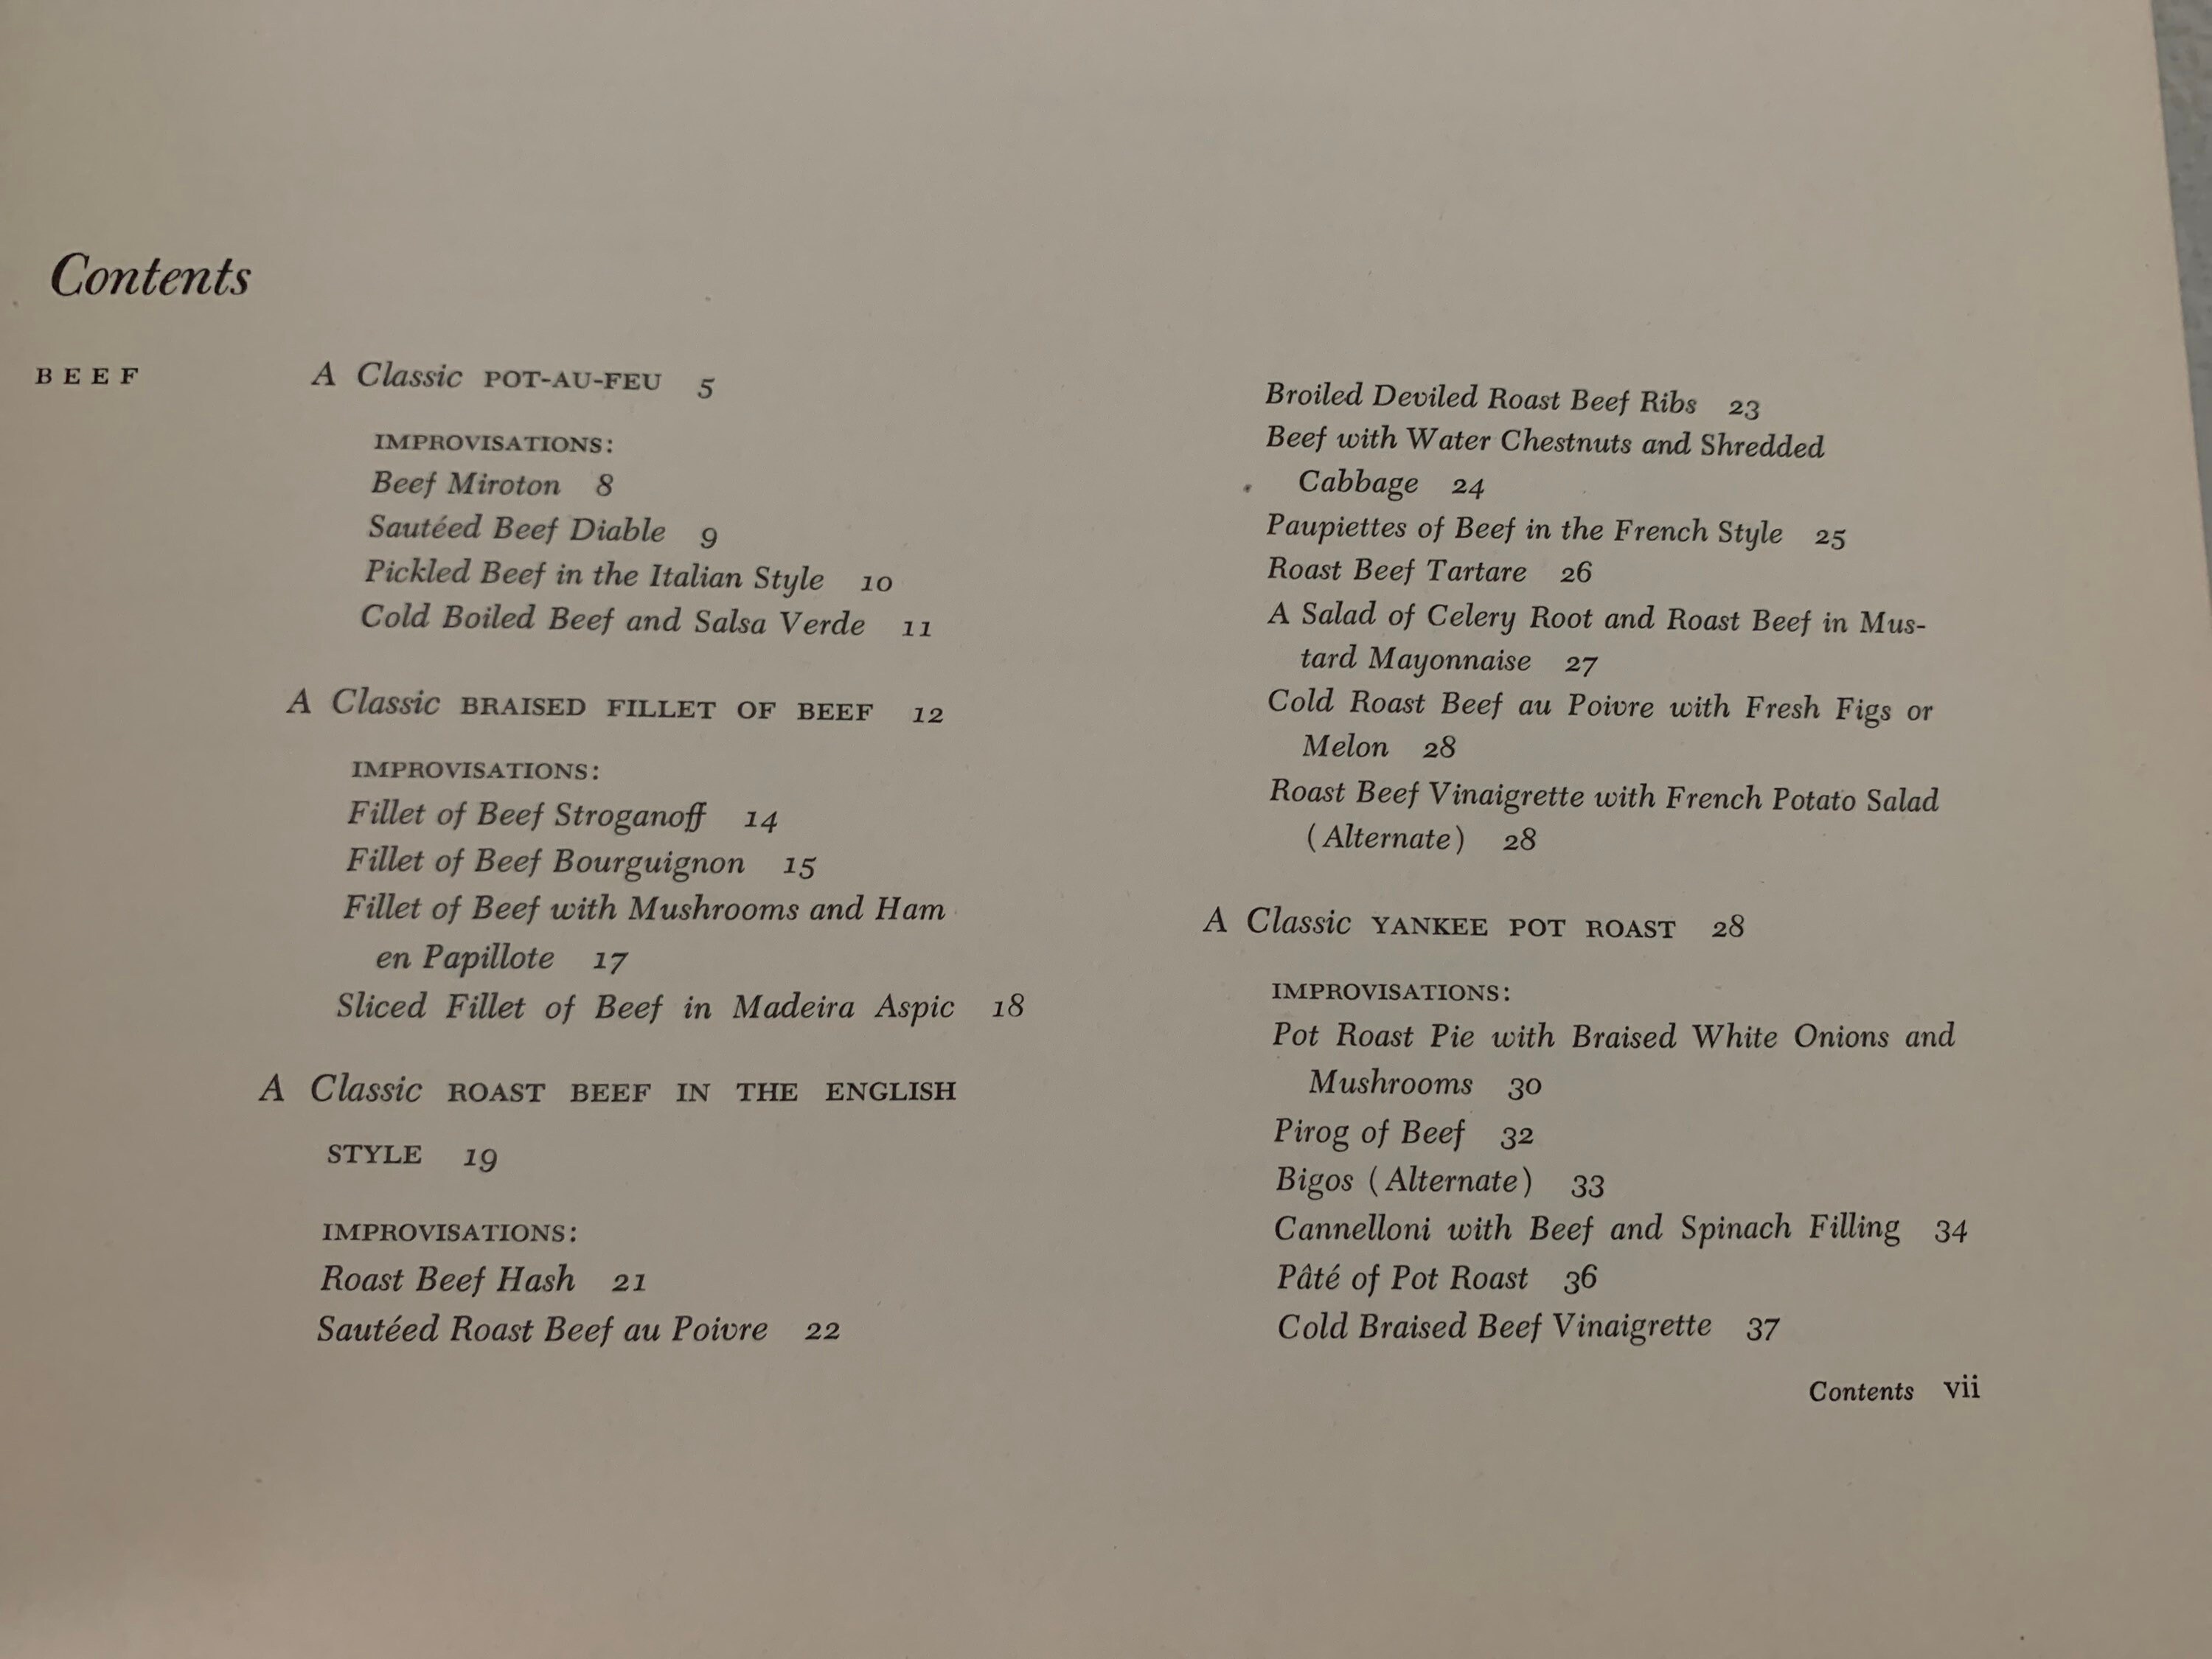 Contents
BEEF
A Classic POT-AU-FEU 5
IMPROVISATIONS:
Beef Miroton 8
Sautéed Beef Diable 9
Pickled Beef in the Italian Style 10
Cold Boiled Beef and Salsa Verde 11
A Classic BRAISED FILLET OF BEEF 12
IMPROVISATIONS:
Fillet of Beef Stroganoff 14
Fillet of Beef Bourguignon 15
Fillet of Beef with Mushrooms and Ham
en Papillote 17
Sliced Fillet of Beef in Madeira Aspic 18
A Classic ROAST BEEF IN THE ENGLISH
STYLE 19
IMPROVISATIONS:
Roast Beef Hash 21
Sautéed Roast Beef au Poivre 22
Broiled Deviled Roast Beef Ribs 23
Beef with Water Chestnuts and Shredded
Cabbage 24
Paupiettes of Beef in the French Style 25
Roast Beef Tartare 26
A Salad of Celery Root and Roast Beef in Mus-
tard Mayonnaise 27
Cold Roast Beef au Poivre with Fresh Figs or
Melon 28
Roast Beef Vinaigrette with French Potato Salad
(Alternate) 28
A Classic YANKEE POT ROAST 28
IMPROVISATIONS:
Pot Roast Pie with Braised White Onions and
Mushrooms 30
Pirog of Beef 32
Bigos (Alternate) 33
Cannelloni with Beef and Spinach Filling 34
Pâté of Pot Roast 36
Cold Braised Beef Vinaigrette 37
Contents vii